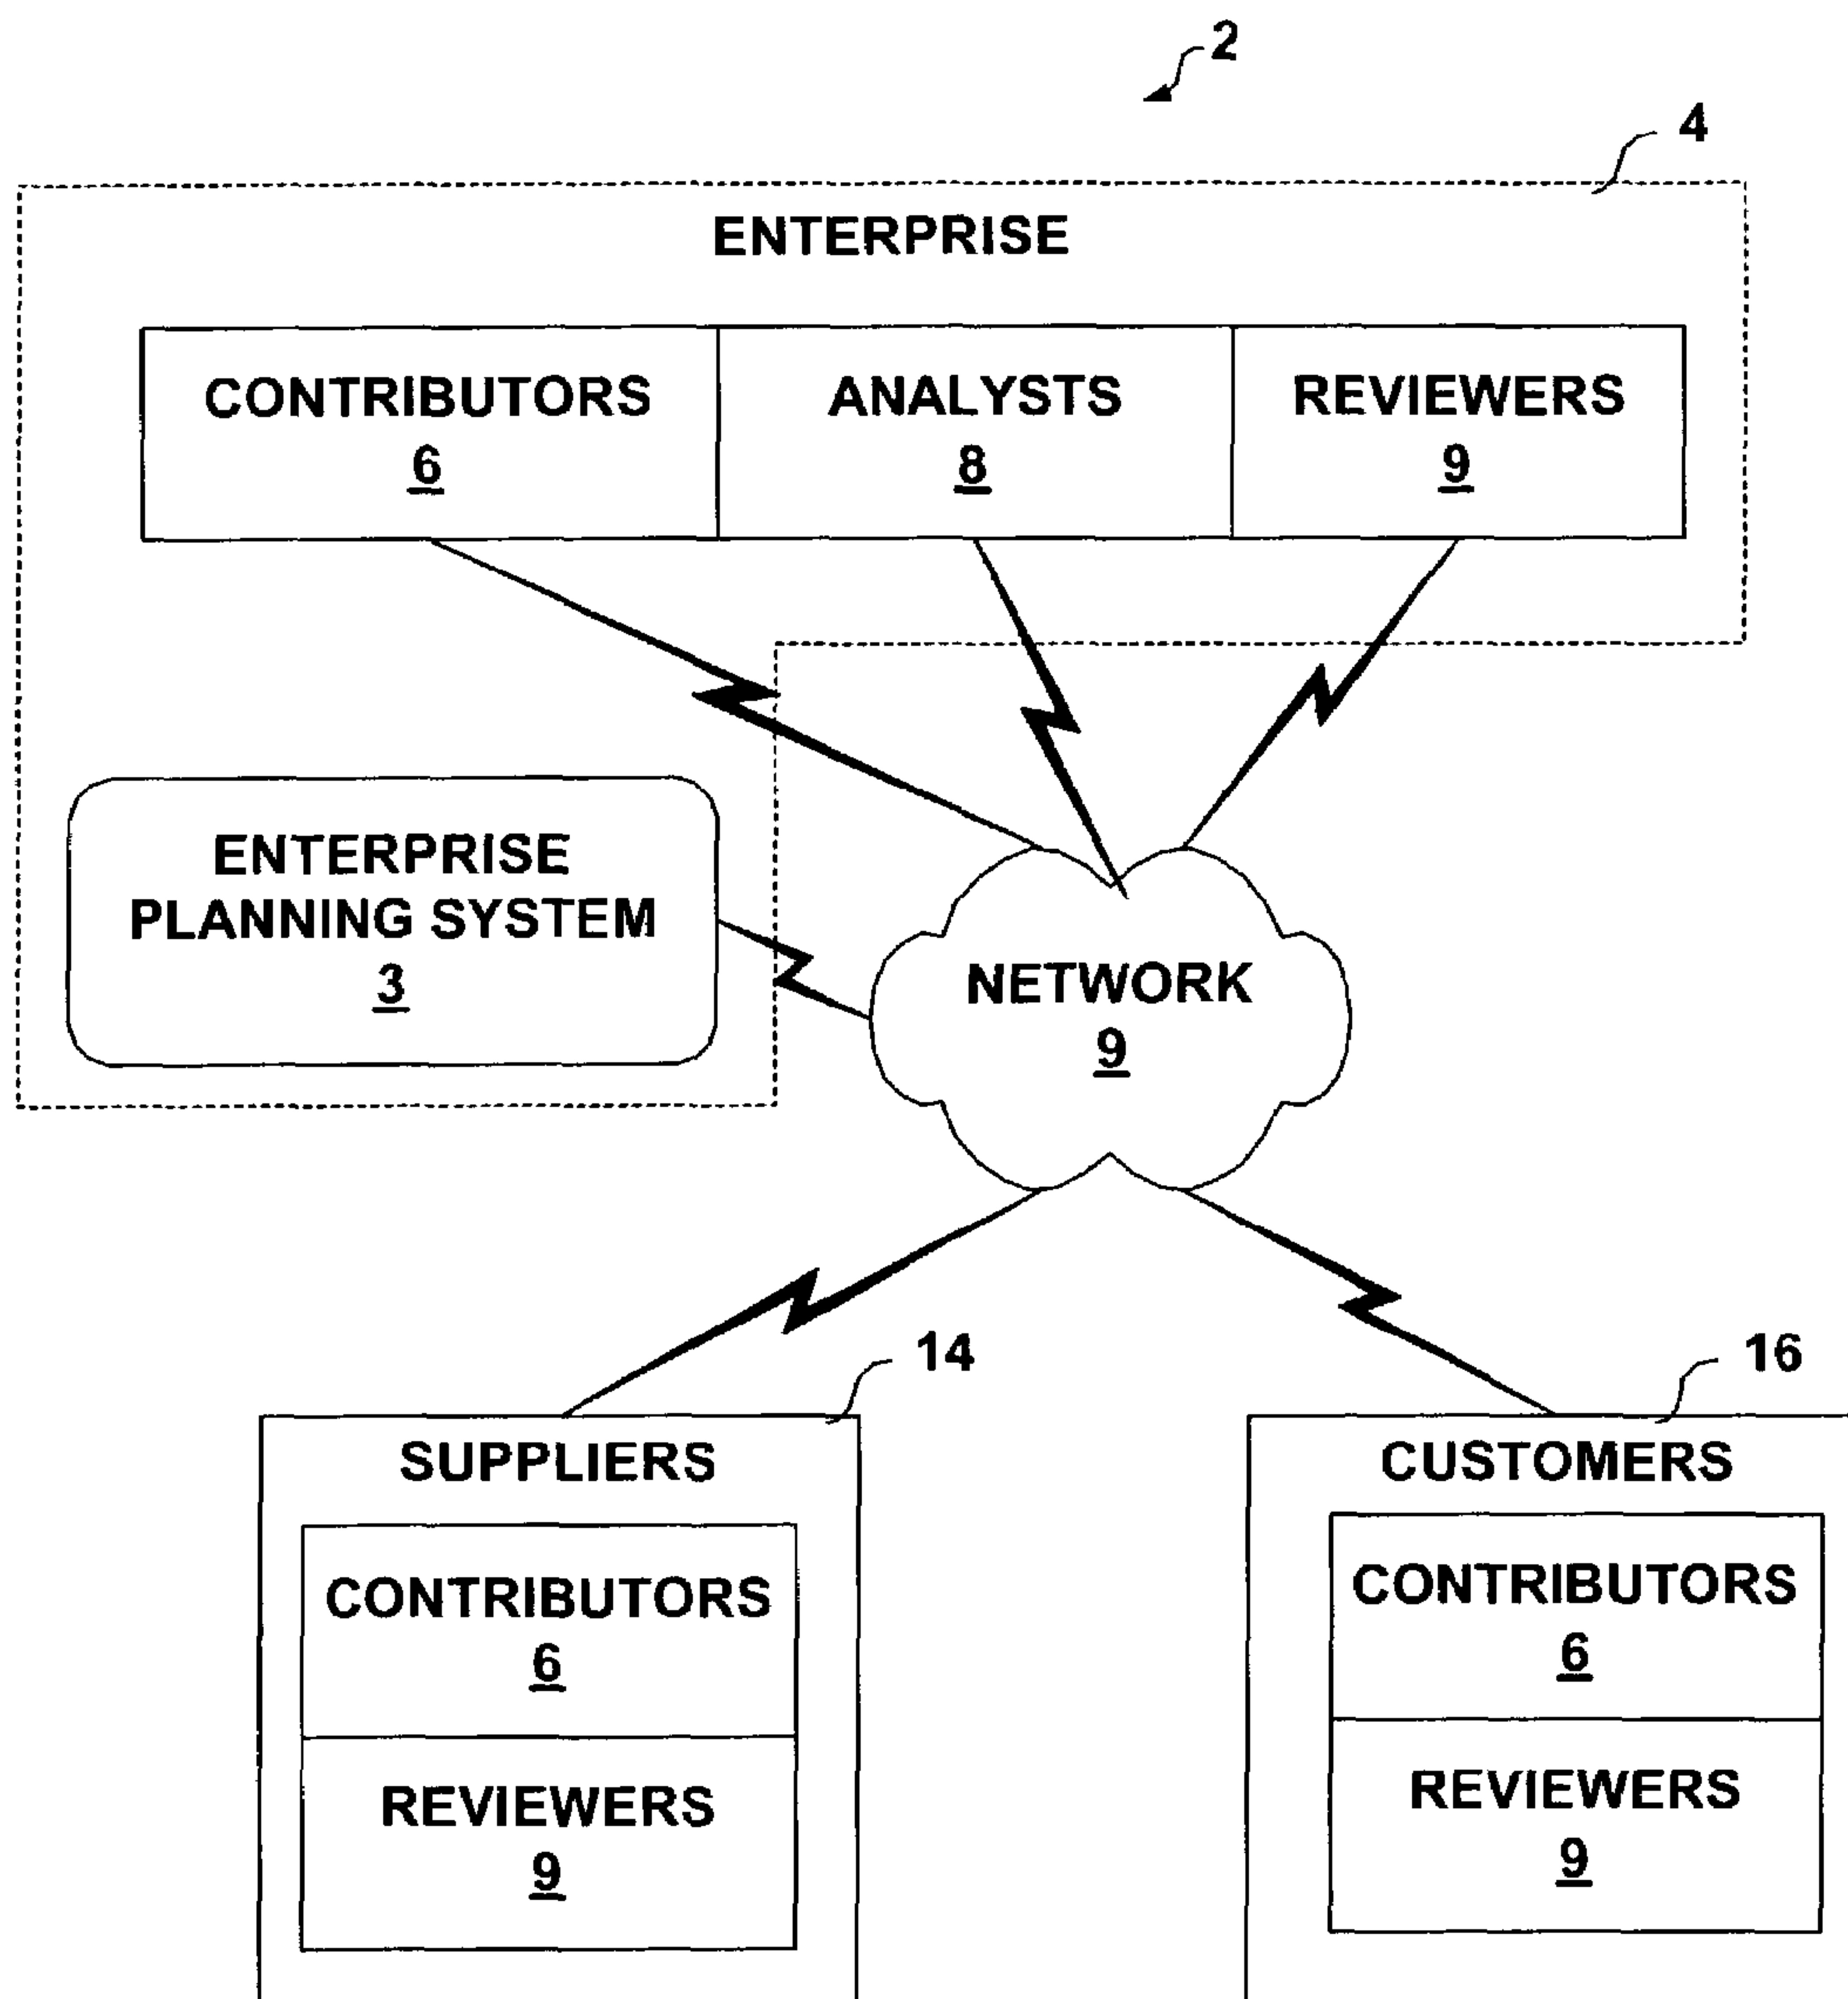 2
4
ENTERPRISE
CONTRIBUTORS
6
ANALYSTS
8
REVIEWERS
9
ENTERPRISE
PLANNING SYSTEM
3
NETWORK
9
14
SUPPLIERS
CONTRIBUTORS
6
REVIEWERS
9
16
CUSTOMERS
CONTRIBUTORS
6
REVIEWERS
9